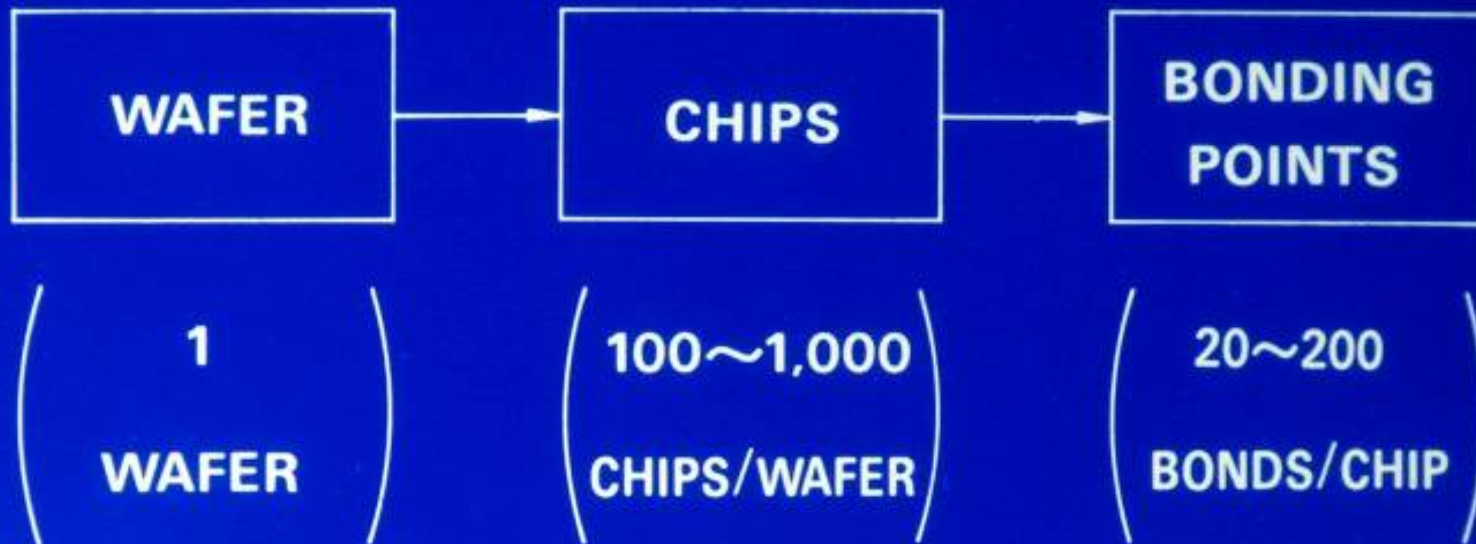 WAFER
CHIPS
BONDING
POINTS
1
WAFER
100～1,000
CHIPS/WAFER
20～200
BONDS/CHIP